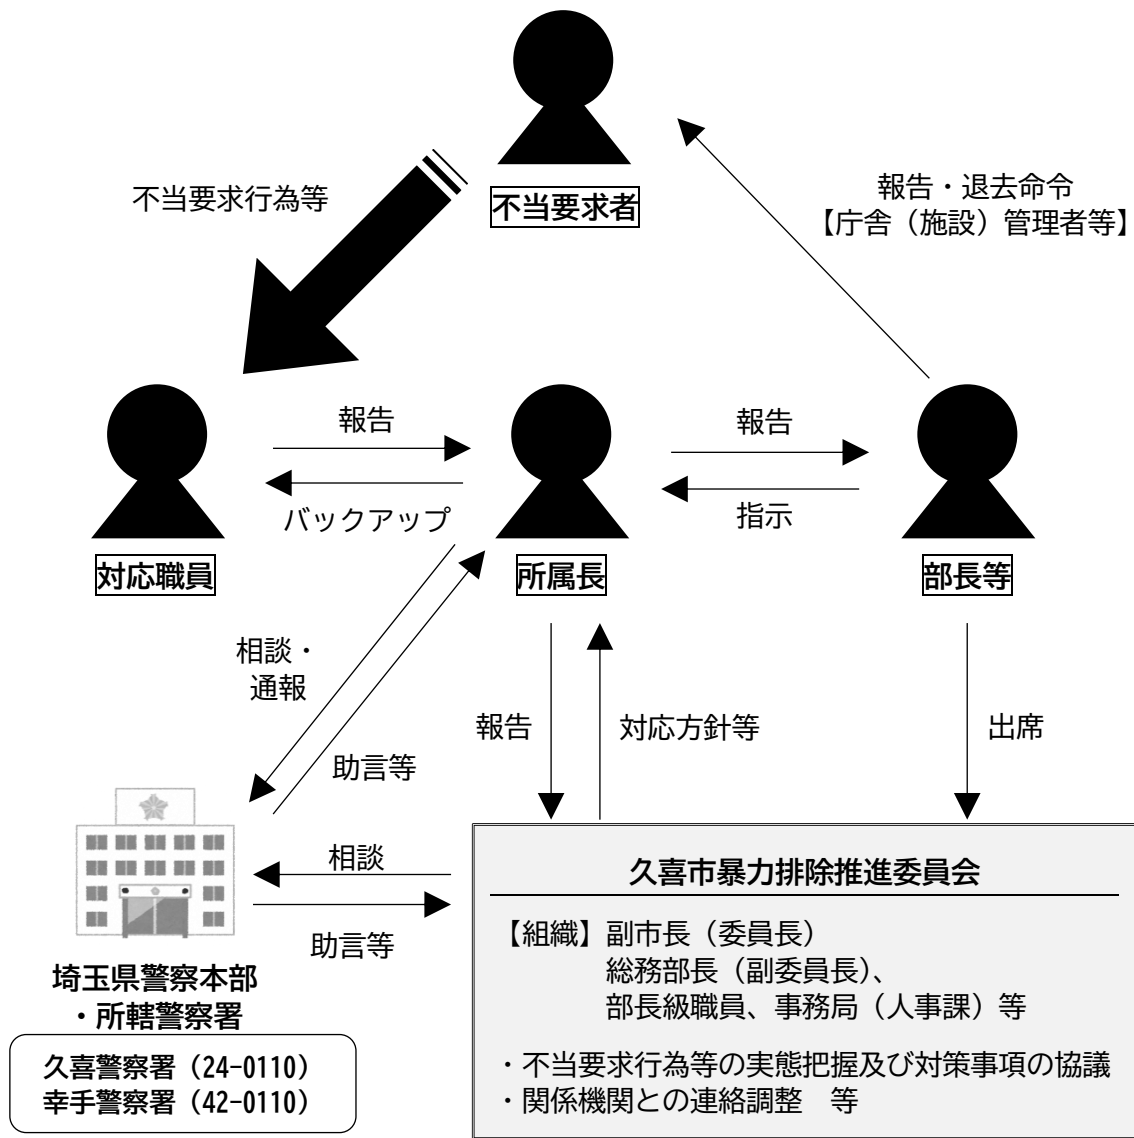 不当要求行為等
不当要求者
報告・退去命令
【庁舎（施設）管理者等】
報告
バックアップ
報告
指示
対応職員
所属長
部長等
相談・
通報
助言等
報告
対応方針等
出席
相談
助言等
埼玉県警察本部
・所轄警察署
久喜警察署（24-0110）
幸手警察署（42-0110）
久喜市暴力排除推進委員会
【組織】副市長（委員長）
総務部長（副委員長）、
部長級職員、事務局（人事課）等
・不当要求行為等の実態把握及び対策事項の協議
・関係機関との連絡調整　等